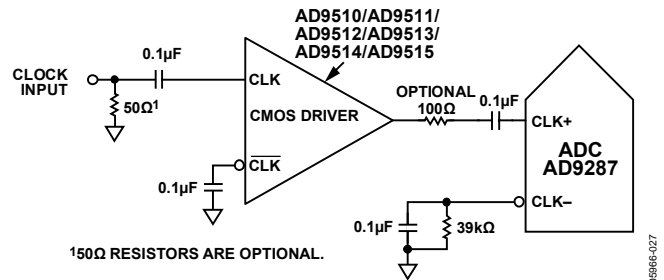 AD9510/AD9511/
AD9512/AD9513/
AD9514/AD9515
CLOCK
INPUT
0.1µF
50Ω1
CLK
CMOS DRIVER
CLK
0.1µF
OPTIONAL
100Ω
0.1µF
CLK+
ADC
AD9287
CLK–
0.1µF
39kΩ
150Ω RESISTORS ARE OPTIONAL.
05966-027